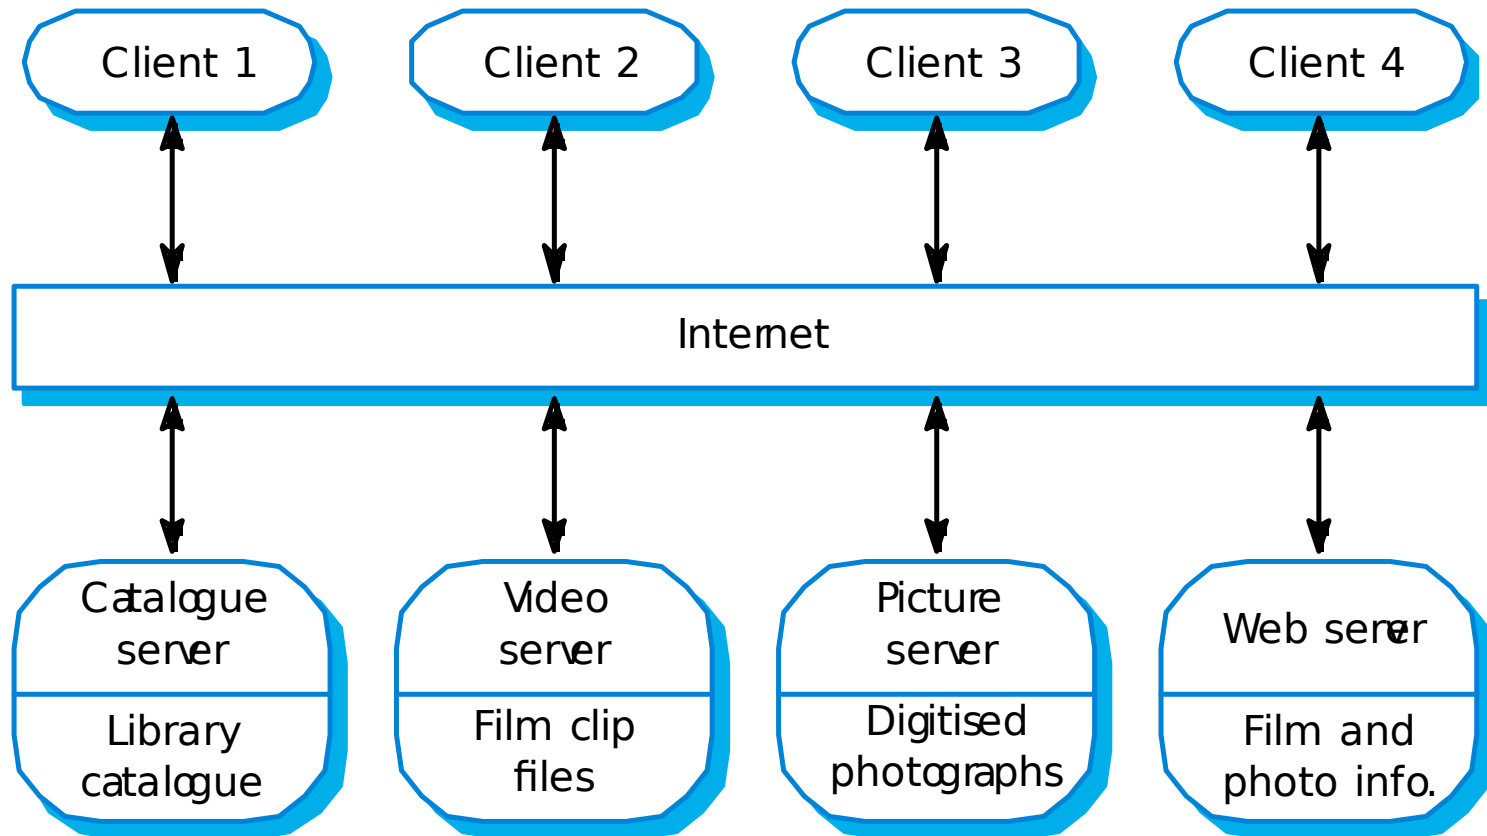 Client 1
Client 2
Client 3
Client 4
Internet
Catalogue
server
Library
catalogue
Video
server
Film clip
files
Picture
server
Digitised
photographs
Web server
Film and
photo info.